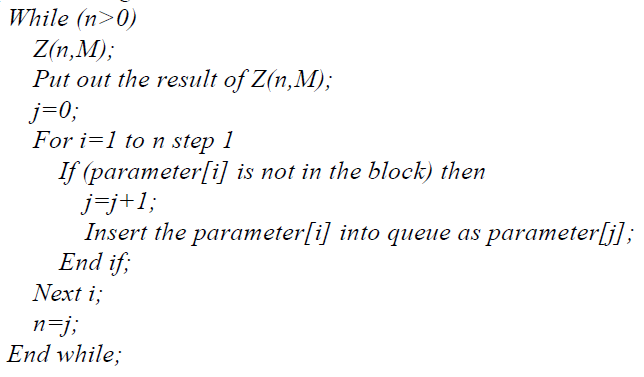 While (n>0)
Z(n,M);
Put out the result of Z(n,M);
j=0;
For i=1 to n step 1
If (parameter[i] is not in the block) then
j=j+1;
Insert the parameter[i] into queue as parameter[j];
End if;
Next i;
n=j;
End while;